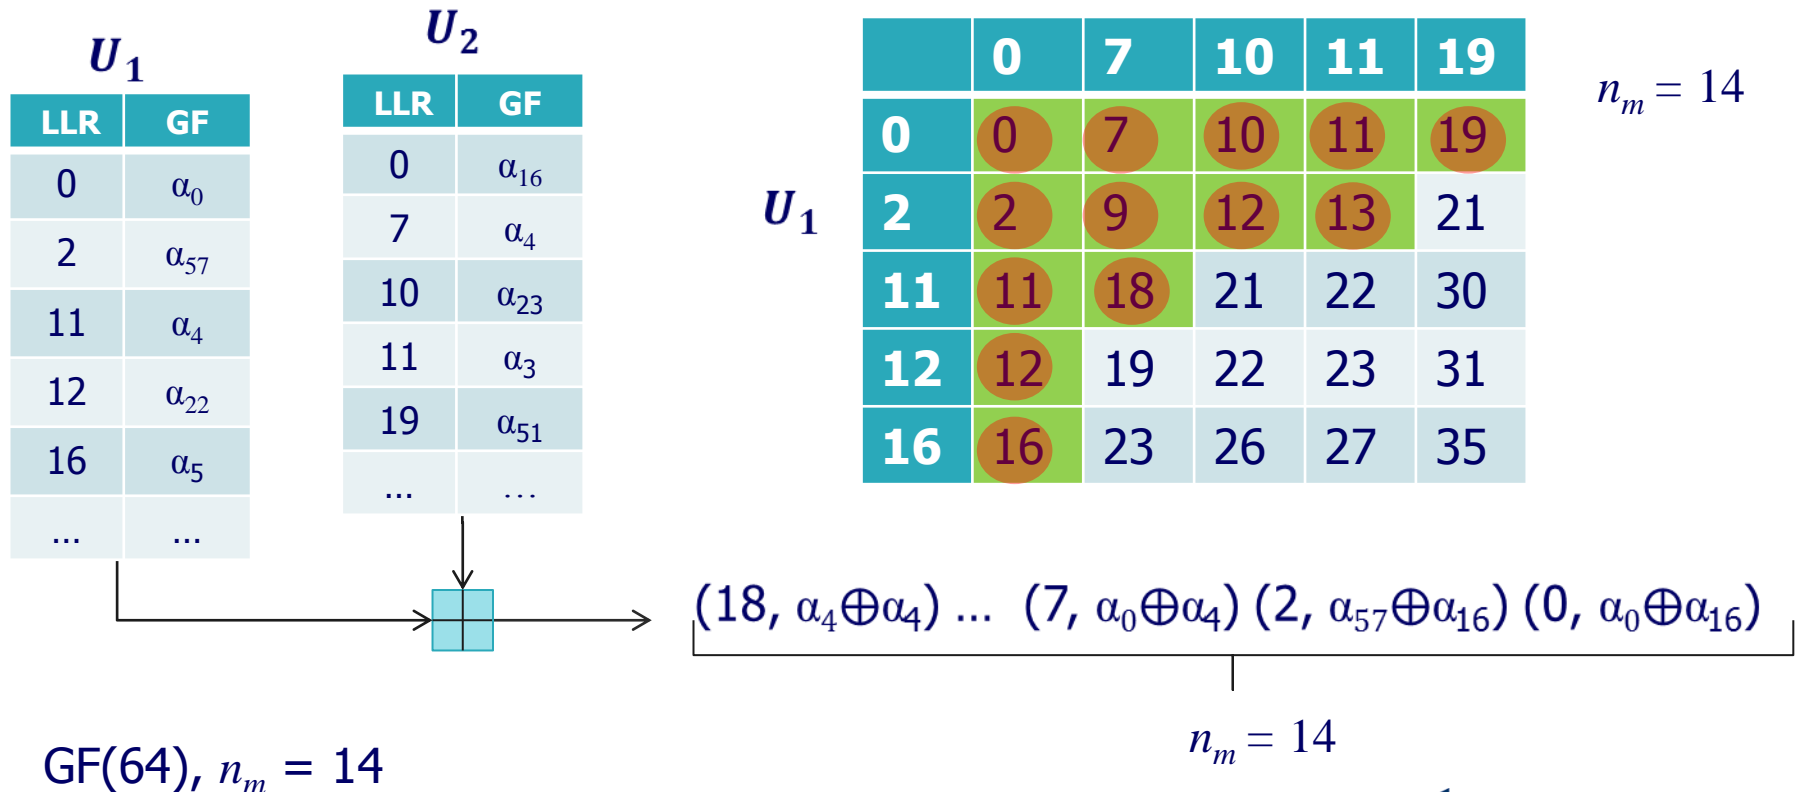 U1
LLR GF
0 α0
2 α57
11 α4
12 α22
16 α5
... ...
U2
LLR GF
0 α16
7 α4
10 α23
11 α3
19 α51
... ...
U1
0 7 10 11 19
0 0 7 10 11 19
2 2 9 12 13 21
11 11 18 21 22 30
12 12 19 22 23 31
16 16 23 26 27 35
nm = 14
(18, α4⊕α4) ... (7, α0⊕α4) (2, α57⊕α16) (0, α0⊕α16)
nm = 14
GF(64), nm = 14